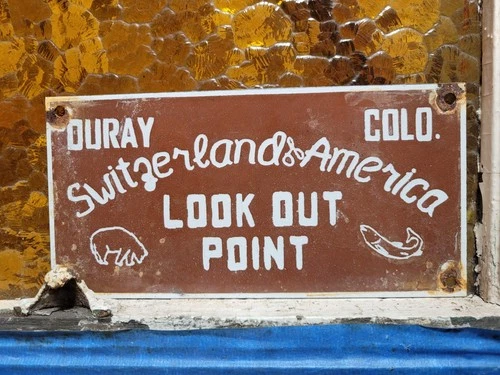 OURAY COLO.
Switzerland of America
LOOK OUT
POINT